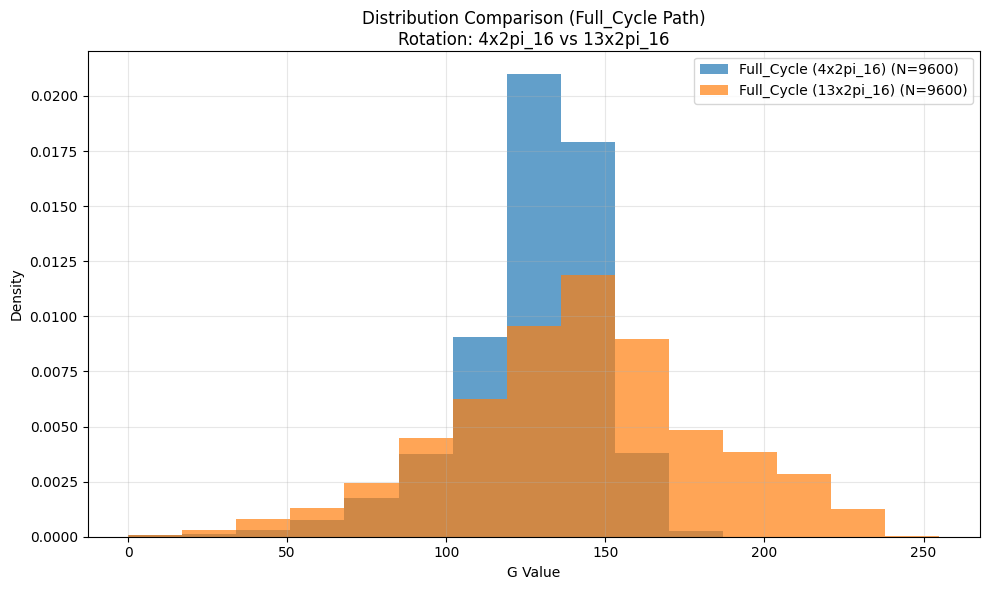 Distribution Comparison (Full_Cycle Path)
Rotation: 4x2pi_16 vs 13x2pi_16
Full_Cycle (4x2pi_16) (N=9600)
Full_Cycle (13x2pi_16) (N=9600)
Density
0.0200
0.0175
0.0150
0.0125
0.0100
0.0075
0.0050
0.0025
0.0000
0 50 100 150 200 250
G Value